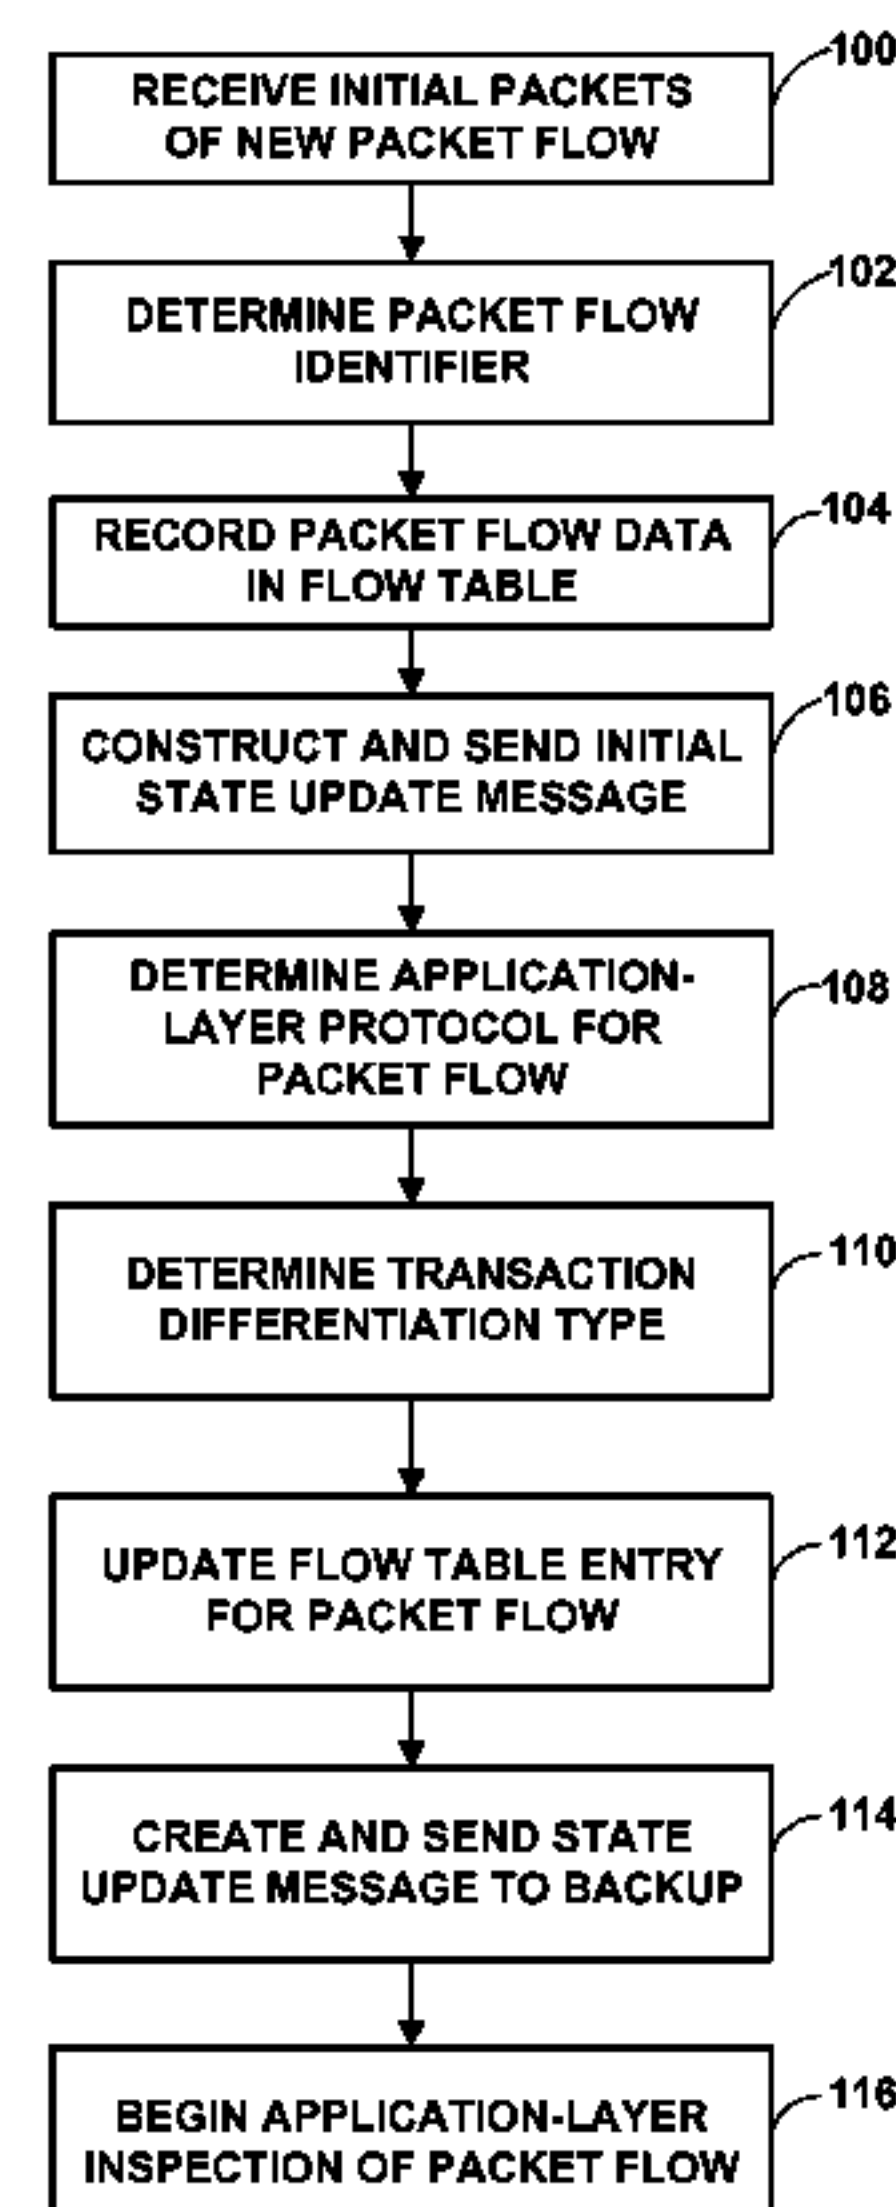 100
RECEIVE INITIAL PACKETS
OF NEW PACKET FLOW
102
DETERMINE PACKET FLOW
IDENTIFIER
104
RECORD PACKET FLOW DATA
IN FLOW TABLE
106
CONSTRUCT AND SEND INITIAL
STATE UPDATE MESSAGE
108
DETERMINE APPLICATION-
LAYER PROTOCOL FOR
PACKET FLOW
110
DETERMINE TRANSACTION
DIFFERENTIATION TYPE
112
UPDATE FLOW TABLE ENTRY
FOR PACKET FLOW
114
CREATE AND SEND STATE
UPDATE MESSAGE TO BACKUP
116
BEGIN APPLICATION-LAYER
INSPECTION OF PACKET FLOW